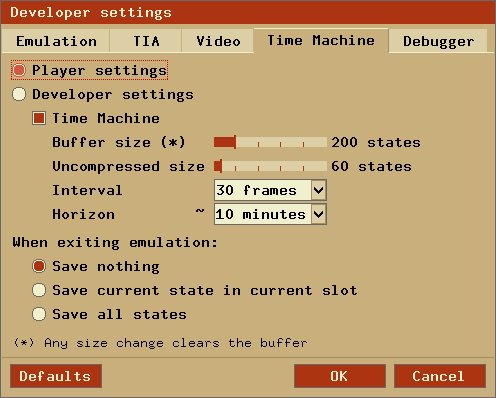 Developer settings
Emulation TIA Video Time Machine Debugger
Player settings
Developer settings
Time Machine
Buffer size (*) 200 states
Uncompressed size 60 states
Interval 30 frames
Horizon ~ 10 minutes
When exiting emulation:
Save nothing
Save current state in current slot
Save all states
(*) Any size change clears the buffer
Defaults OK Cancel